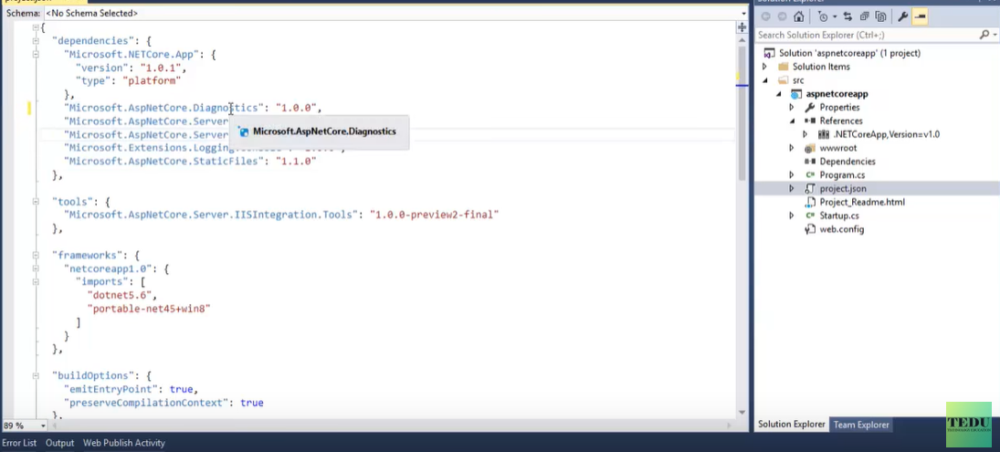 project.json
Schema: <No Schema Selected>
{
"dependencies": {
"Microsoft.NETCore.App": {
"version": "1.0.1",
"type": "platform"
},
"Microsoft.AspNetCore.Diagnostics": "1.0.0",
"Microsoft.AspNetCore.Server
"Microsoft.AspNetCore.Server
Microsoft.AspNetCore.Diagnostics
"Microsoft.Extensions.Logging
"Microsoft.AspNetCore.StaticFiles": "1.1.0"
},
"tools": {
"Microsoft.AspNetCore.Server.IISIntegration.Tools": "1.0.0-preview2-final"
},
"frameworks": {
"netcoreapp1.0": {
"imports": [
"dotnet5.6",
"portable-net45+win8"
]
}
},
"buildOptions": {
"emitEntryPoint": true,
"preserveCompilationContext": true
},
89 %
Error List Output Web Publish Activity
Solution Explorer
Search Solution Explorer (Ctrl+;)
Solution 'aspnetcoreapp' (1 project)
Solution Items
src
aspnetcoreapp
Properties
References
.NETCoreApp,Version=v1.0
wwwroot
Dependencies
Program.cs
project.json
Project_Readme.html
Startup.cs
web.config
Solution Explorer Team Explorer
TEDU